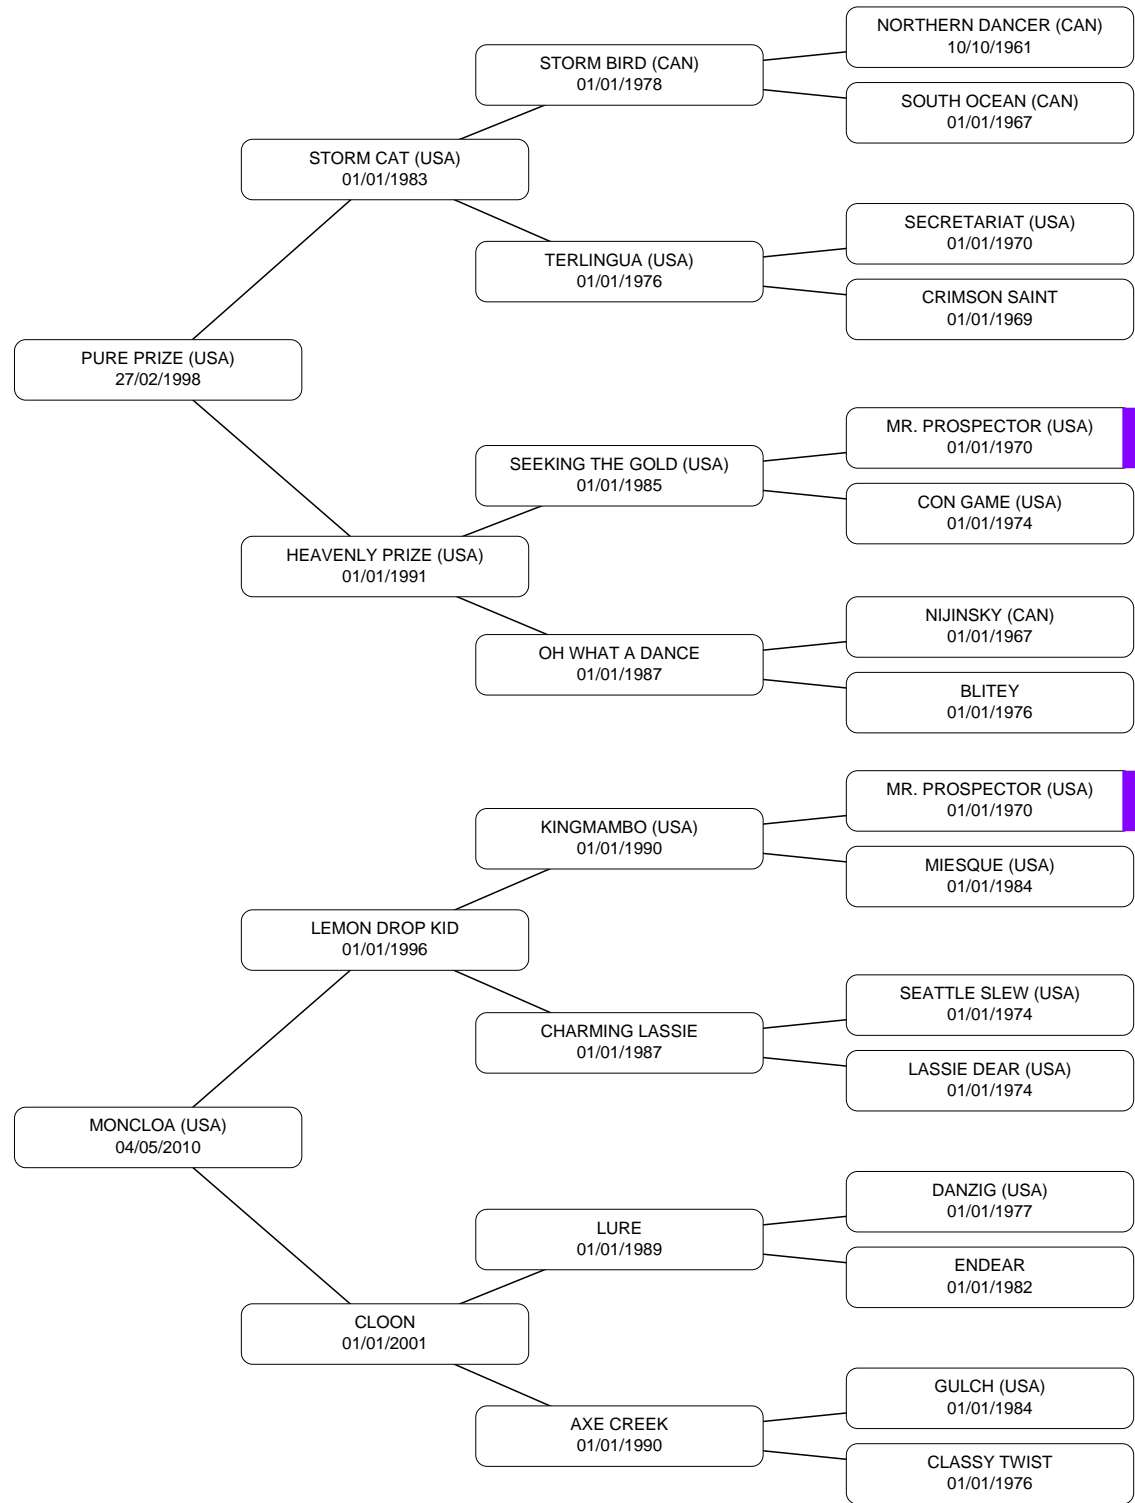 NORTHERN DANCER (CAN)
10/10/1961
STORM BIRD (CAN)
01/01/1978
SOUTH OCEAN (CAN)
01/01/1967
STORM CAT (USA)
01/01/1983
SECRETARIAT (USA)
01/01/1970
TERLINGUA (USA)
01/01/1976
CRIMSON SAINT
01/01/1969
PURE PRIZE (USA)
27/02/1998
MR. PROSPECTOR (USA)
01/01/1970
SEEKING THE GOLD (USA)
01/01/1985
CON GAME (USA)
01/01/1974
HEAVENLY PRIZE (USA)
01/01/1991
NIJINSKY (CAN)
01/01/1967
OH WHAT A DANCE
01/01/1987
BLITEY
01/01/1976
MR. PROSPECTOR (USA)
01/01/1970
KINGMAMBO (USA)
01/01/1990
MIESQUE (USA)
01/01/1984
LEMON DROP KID
01/01/1996
SEATTLE SLEW (USA)
01/01/1974
CHARMING LASSIE
01/01/1987
LASSIE DEAR (USA)
01/01/1974
MONCLOA (USA)
04/05/2010
DANZIG (USA)
01/01/1977
LURE
01/01/1989
ENDEAR
01/01/1982
CLOON
01/01/2001
GULCH (USA)
01/01/1984
AXE CREEK
01/01/1990
CLASSY TWIST
01/01/1976